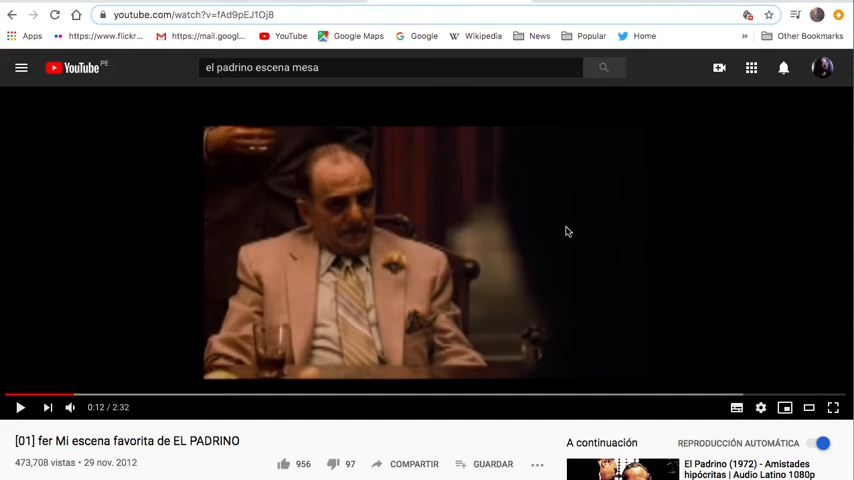 youtube.com/watch?v=fAd9pEJ1Oj8
Apps https://www.flickr... https://mail.googl... YouTube Google Maps Google Wikipedia News Popular Home » Other Bookmarks
YouTube PE
el padrino escena mesa
0:12 / 2:32
[01] fer Mi escena favorita de EL PADRINO
473,708 vistas • 29 nov. 2012
956 97 COMPARTIR GUARDAR
A continuación REPRODUCCIÓN AUTOMÁTICA
El Padrino (1972) - Amistades
hipócritas | Audio Latino 1080p